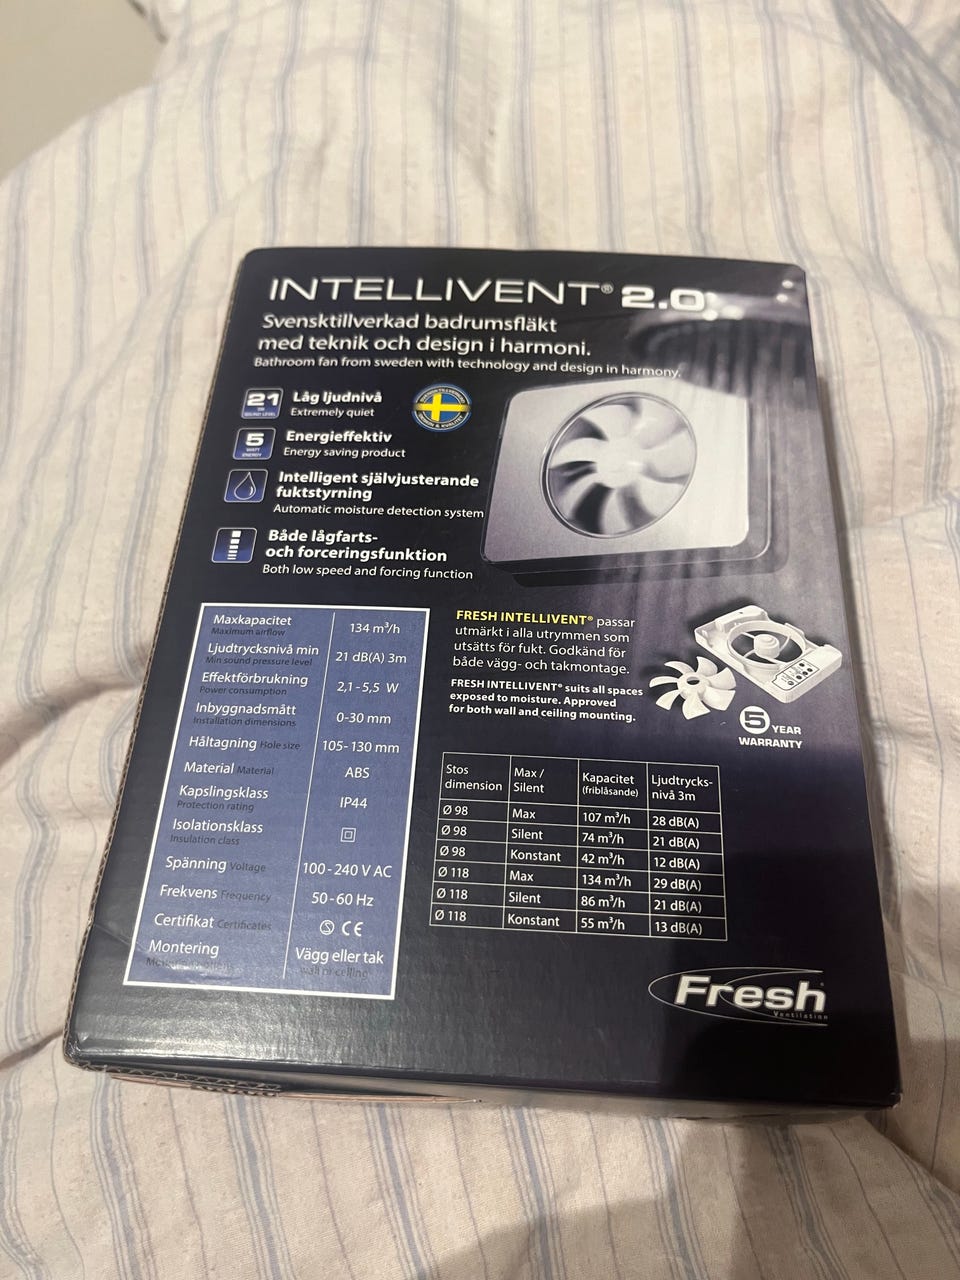 INTELLIVENT® 2.0
Svensktillverkad badrumsfläkt
med teknik och design i harmoni.
Bathroom fan from sweden with technology and design in harmony.
21
Låg ljudnivå
Extremely quiet
5
WATT
ENERGY
Energieffektiv
Energy saving product
Intelligent självjusterande
fuktstyrning
Automatic moisture detection system
Både lågfarts-
och forceringsfunktion
Both low speed and forcing function
DESIGN & KVALITET
Maxkapacitet 134 m³/h
Maximum airflow
Ljudtrycksnivå min 21 dB(A) 3m
Min sound pressure level
Effektförbrukning 2,1-5,5 W
Power consumption
Inbyggnadsmått 0-30 mm
Installation dimensions
Håltagning Hole size 105-130 mm
Material Material ABS
Kapslingsklass IP44
Protection rating
Isolationsklass
Insulation class
Spänning Voltage 100-240 V AC
Frekvens Frequency 50-60 Hz
Certifikat Certificates S CE
Montering Vägg eller tak
wall or ceiling
FRESH INTELLIVENT® passar
utmärkt i alla utrymmen som
utsätts för fukt. Godkänd för
både vägg- och takmontage.
FRESH INTELLIVENT® suits all spaces
exposed to moisture. Approved
for both wall and ceiling mounting.
5 YEAR
WARRANTY
Stos dimension Max / Silent Kapacitet (friblåsande) Ljudtrycks-nivå 3m
Ø 98 Max 107 m³/h 28 dB(A)
Ø 98 Silent 74 m³/h 21 dB(A)
Ø 98 Konstant 42 m³/h 12 dB(A)
Ø 118 Max 134 m³/h 29 dB(A)
Ø 118 Silent 86 m³/h 21 dB(A)
Ø 118 Konstant 55 m³/h 13 dB(A)
Fresh
Ventilation